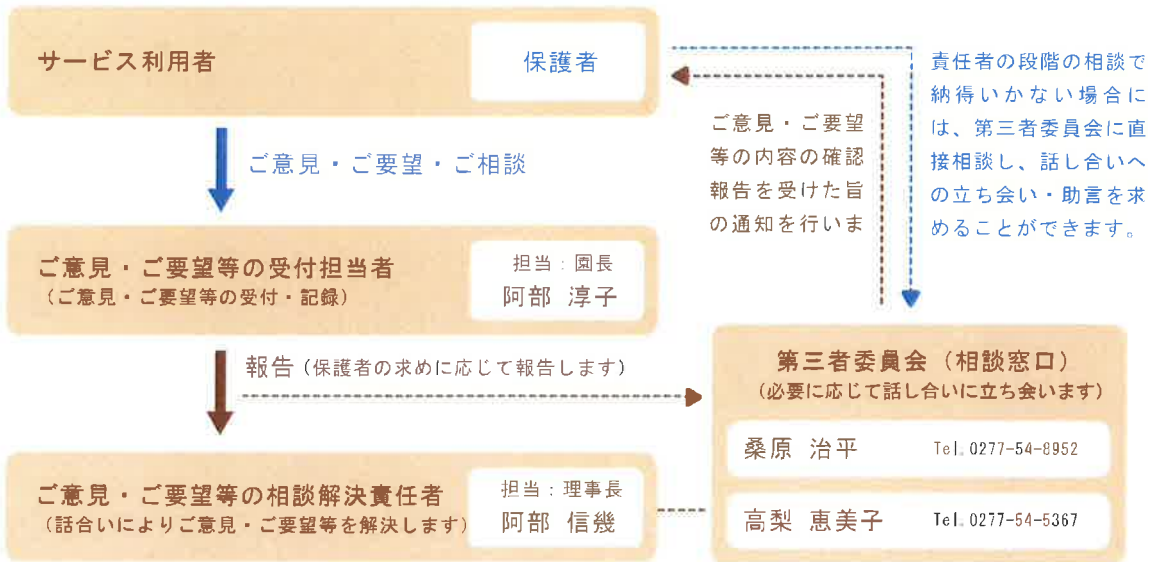 サービス利用者
保護者
ご意見・ご要望・ご相談
責任者の段階の相談で
納得いかない場合に
は、第三者委員会に直
接相談し、話し合いへ
の立ち会い・助言を求
めることができます。
ご意見・ご要望
等の内容の確認
報告を受けた旨
の通知を行いま
ご意見・ご要望等の受付担当者
(ご意見・ご要望等の受付・記録)
担当：園長
阿部 淳子
報告(保護者の求めに応じて報告します)
第三者委員会(相談窓口)
(必要に応じて話し合いに立ち会います)
桑原 治平 Tel.0277-54-8952
高梨 恵美子 Tel.0277-54-5367
ご意見・ご要望等の相談解決責任者
(話合いによりご意見・ご要望等を解決します)
担当：理事長
阿部 信幾